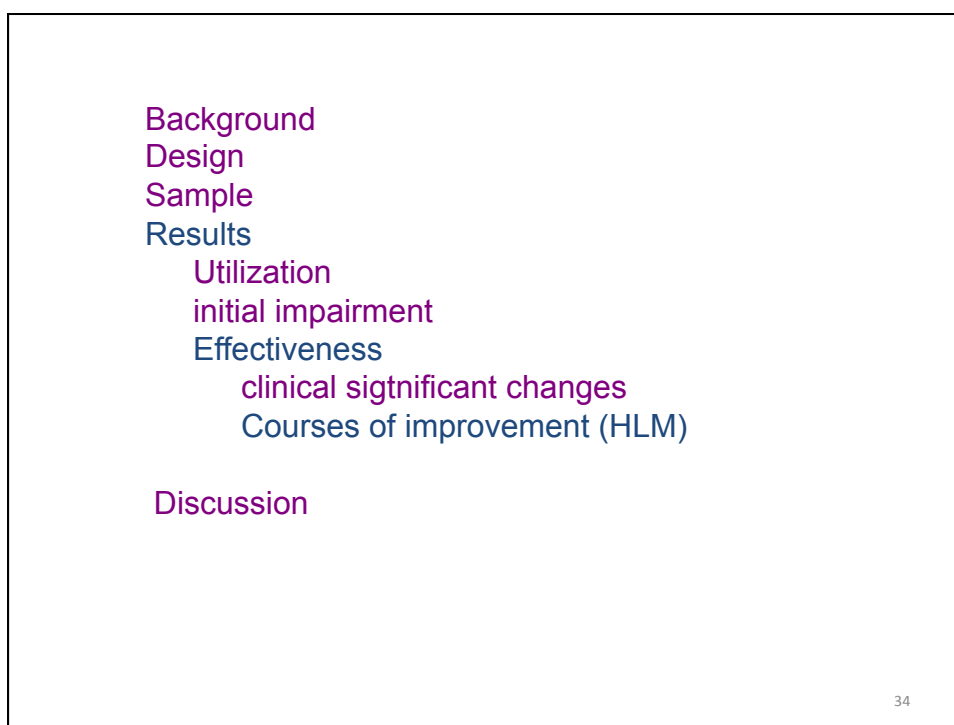 Background
Design
Sample
Results
Utilization
initial impairment
Effectiveness
clinical sigtnificant changes
Courses of improvement (HLM)
Discussion
34